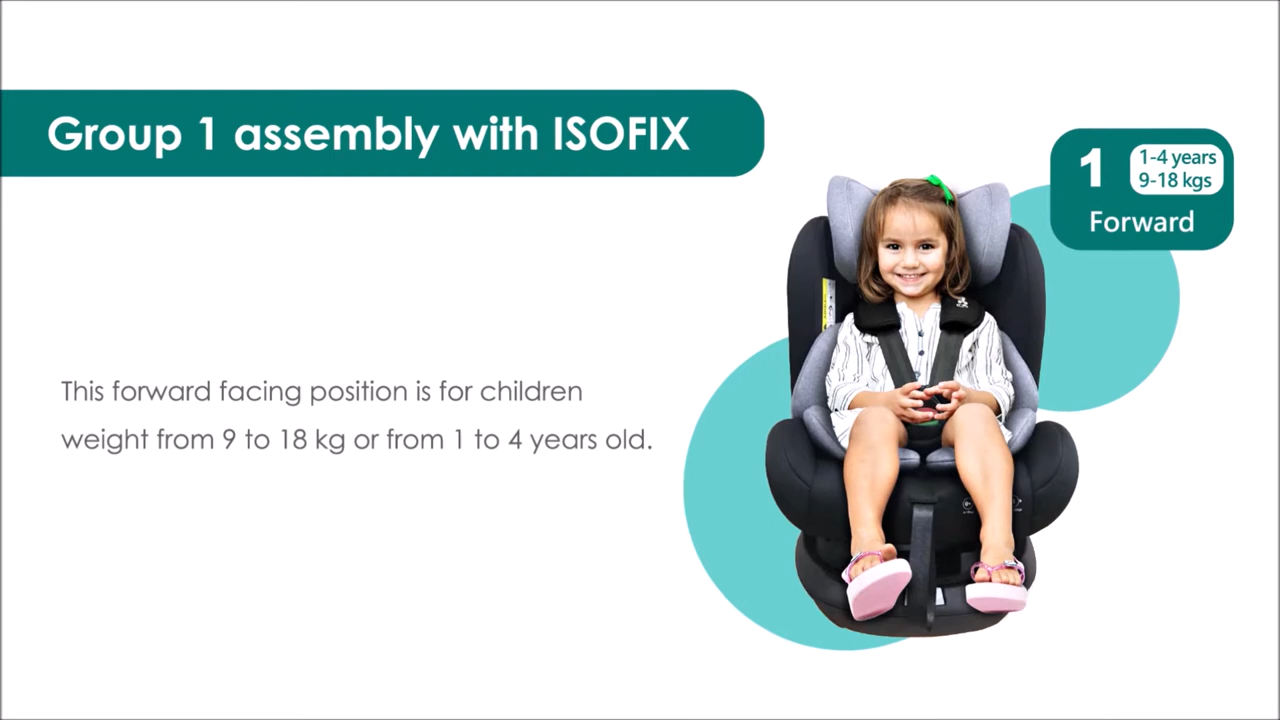 Group 1 assembly with ISOFIX
1
1-4 years
9-18 kgs
Forward
This forward facing position is for children
weight from 9 to 18 kg or from 1 to 4 years old.